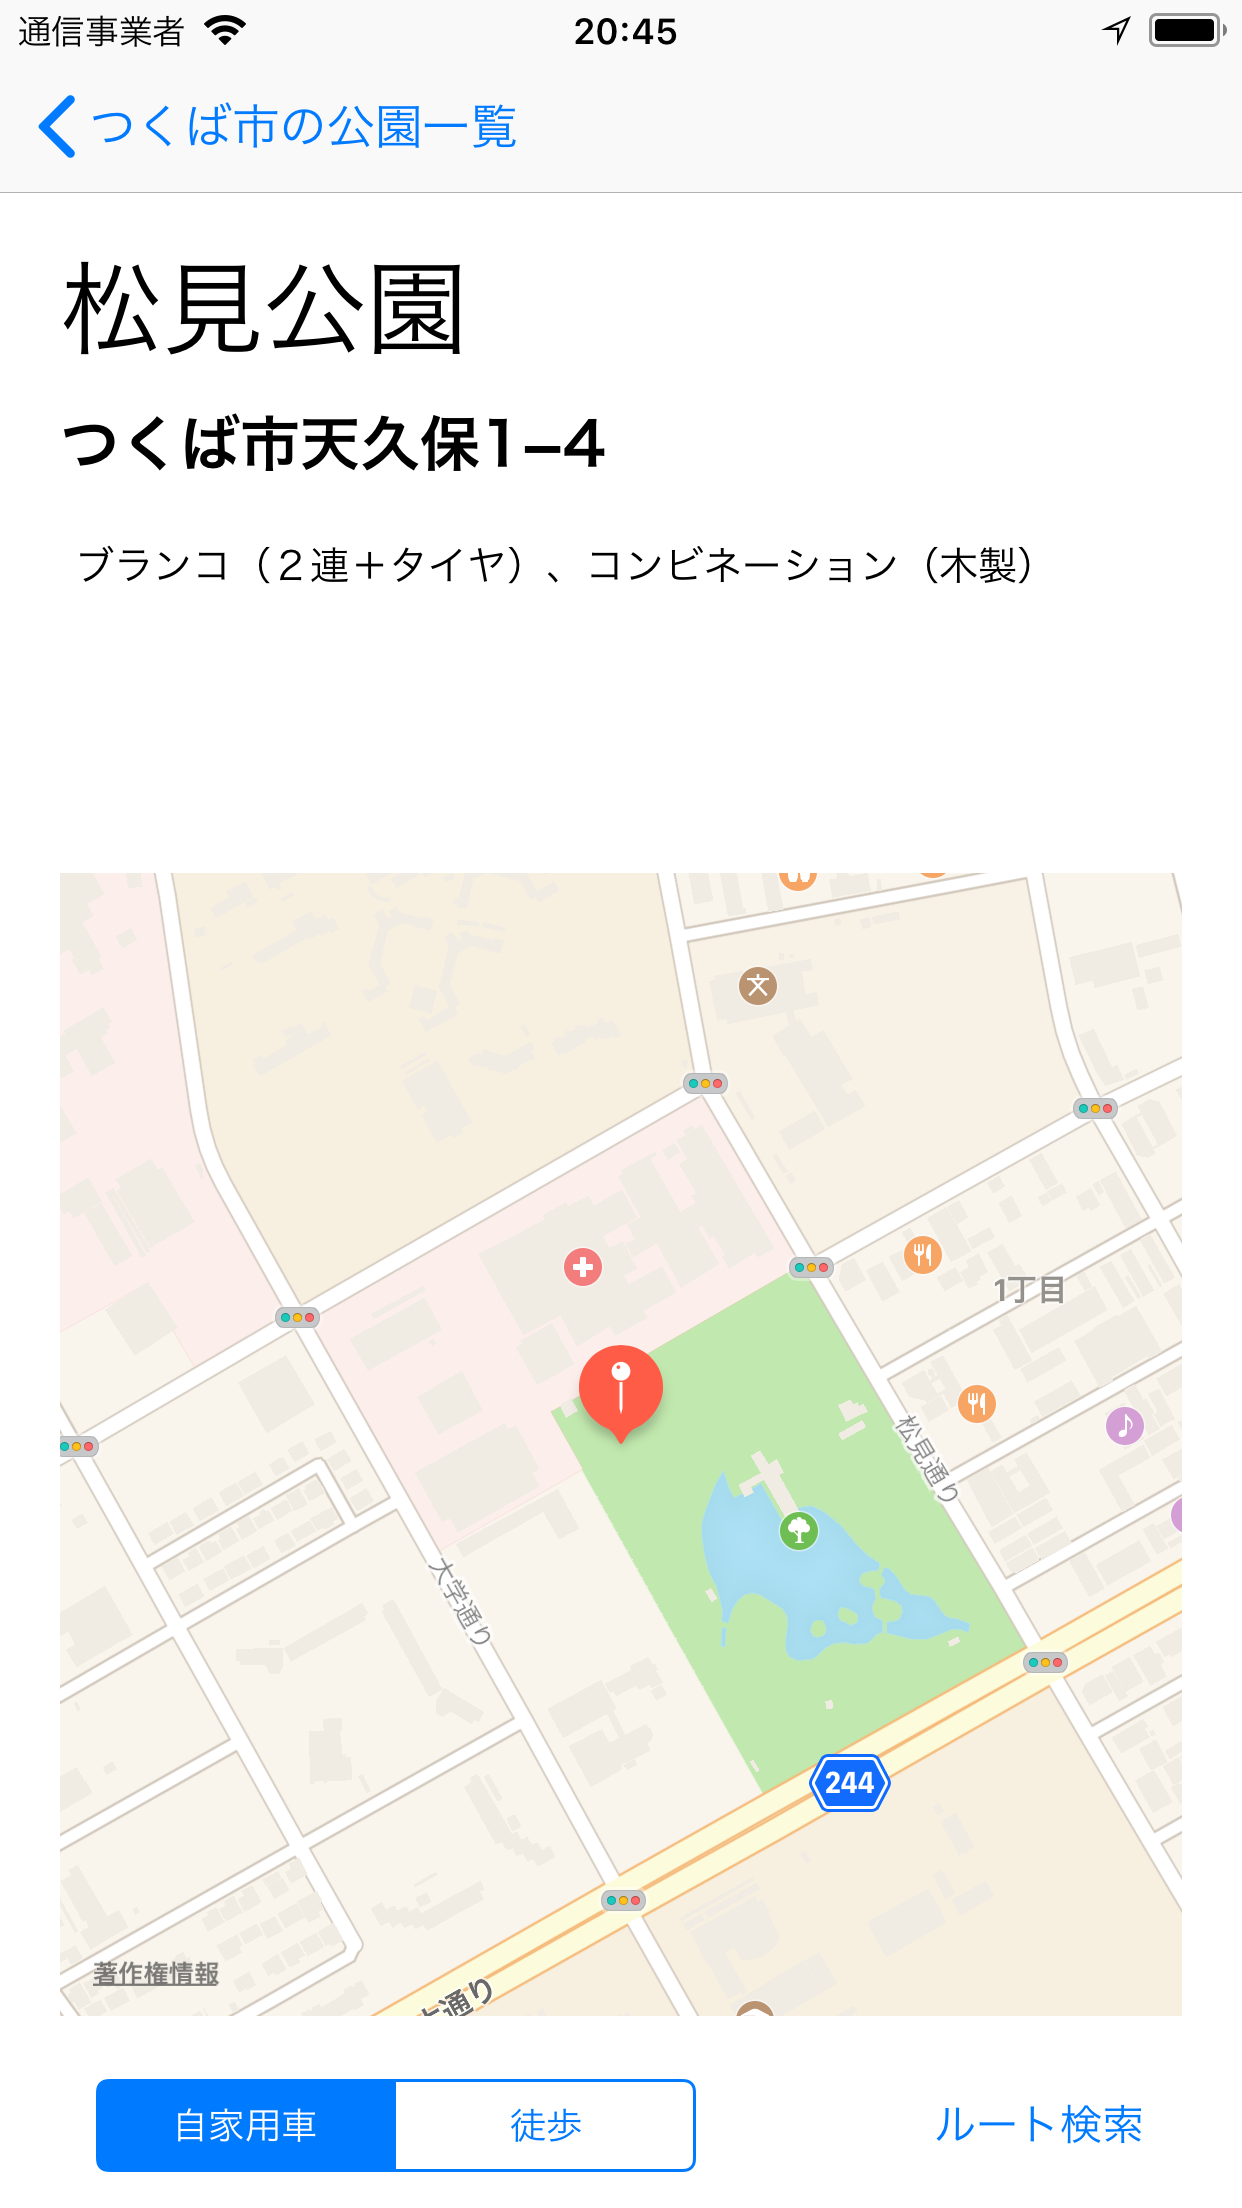 通信事業者
20:45
つくば市の公園一覧
松見公園
つくば市天久保1–4
ブランコ（２連＋タイヤ）、コンビネーション（木製）
文
1丁目
松見通り
大学通り
244
著作権情報
通り
自家用車
徒歩
ルート検索